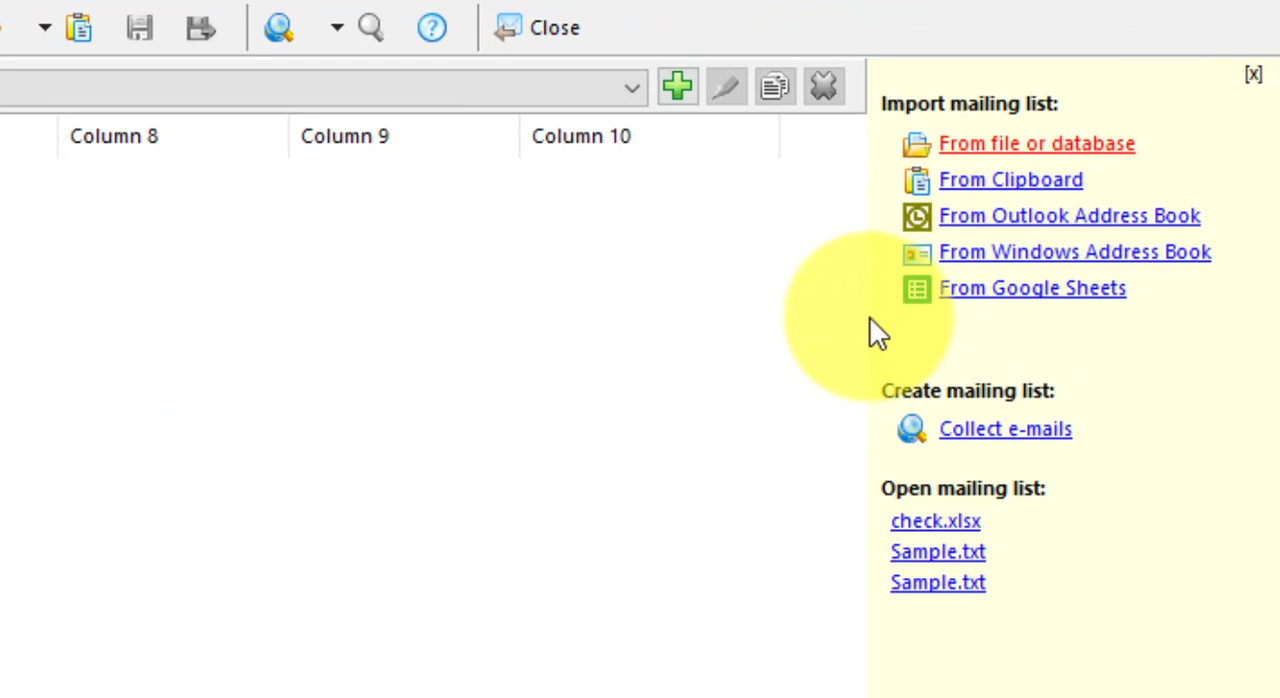 Close
[x]
Column 8 Column 9 Column 10
Import mailing list:
From file or database
From Clipboard
From Outlook Address Book
From Windows Address Book
From Google Sheets
Create mailing list:
Collect e-mails
Open mailing list:
check.xlsx
Sample.txt
Sample.txt